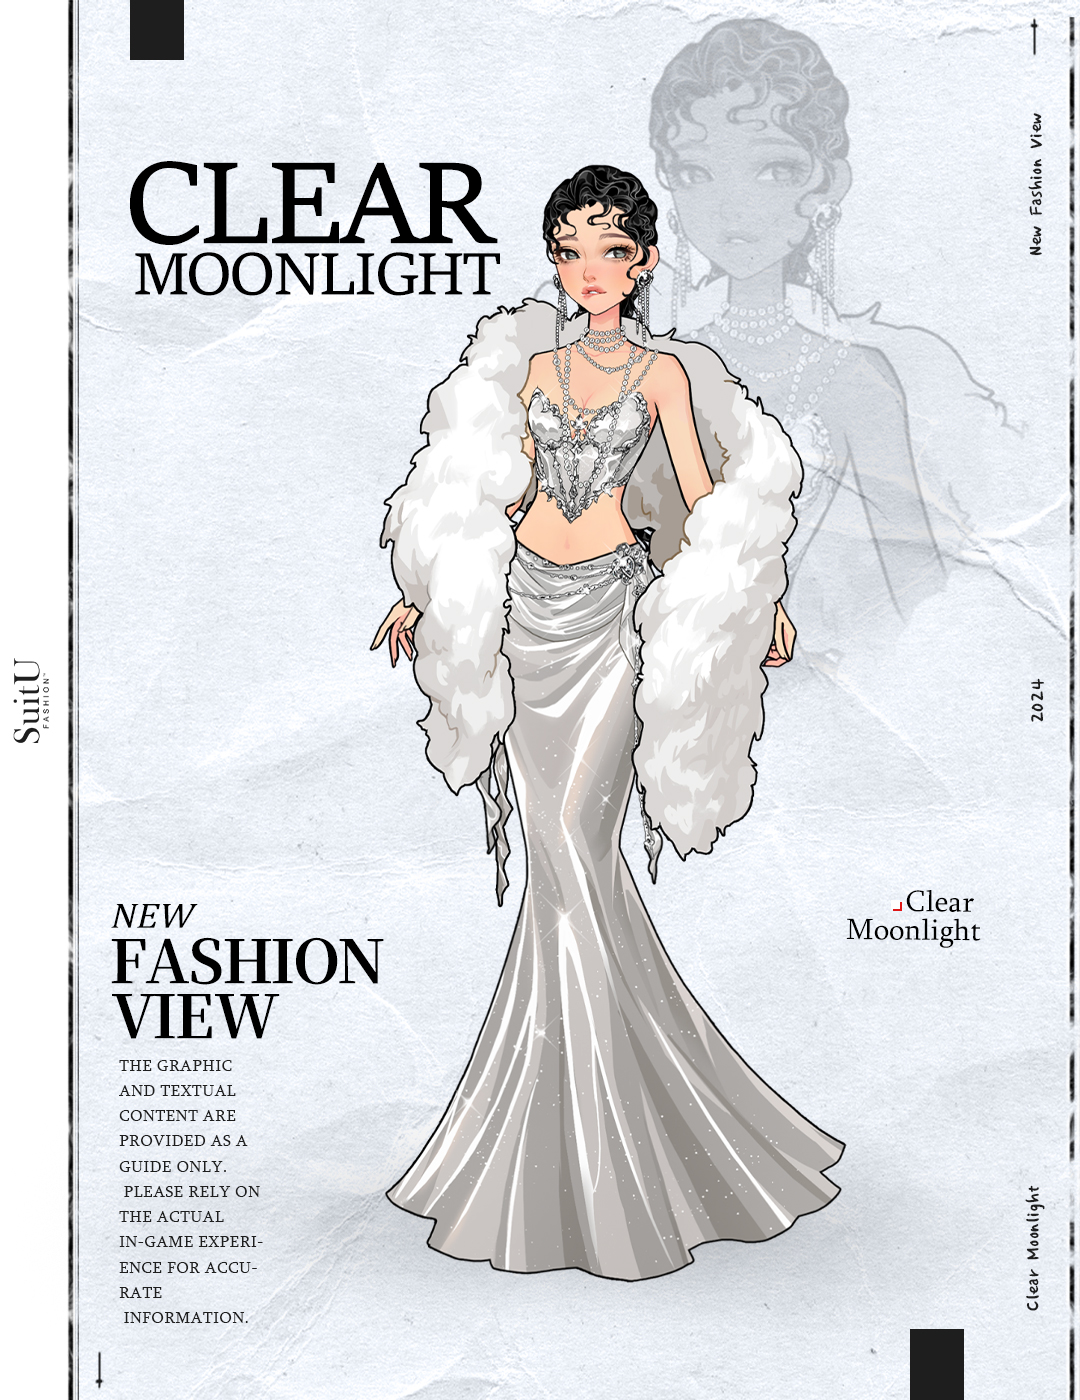 CLEAR
MOONLIGHT
New Fashion View
SuitU
FASHION™
2024
NEW
FASHION
VIEW
Clear
Moonlight
THE GRAPHIC
AND TEXTUAL
CONTENT ARE
PROVIDED AS A
GUIDE ONLY.
PLEASE RELY ON
THE ACTUAL
IN-GAME EXPERI-
ENCE FOR ACCU-
RATE
INFORMATION.
Clear Moonlight